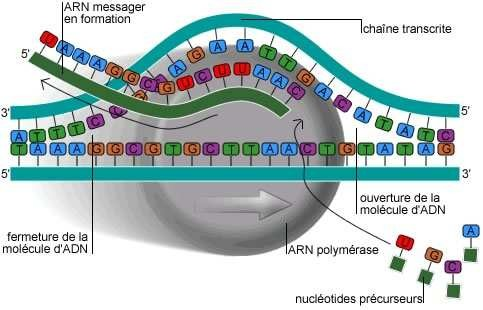 ARN messager
en formation
chaîne transcrite
5'
U A A A G G C
A G A A T T G A C A T A T C
G U C U U A A C
3'
5'
A T T T C C
T A A A G G C G T G C T T A A C T G T A T A G
5'
3'
fermeture de la
molécule d'ADN
ouverture de la
molécule d'ADN
ARN polymérase
U G C A
nucléotides précurseurs